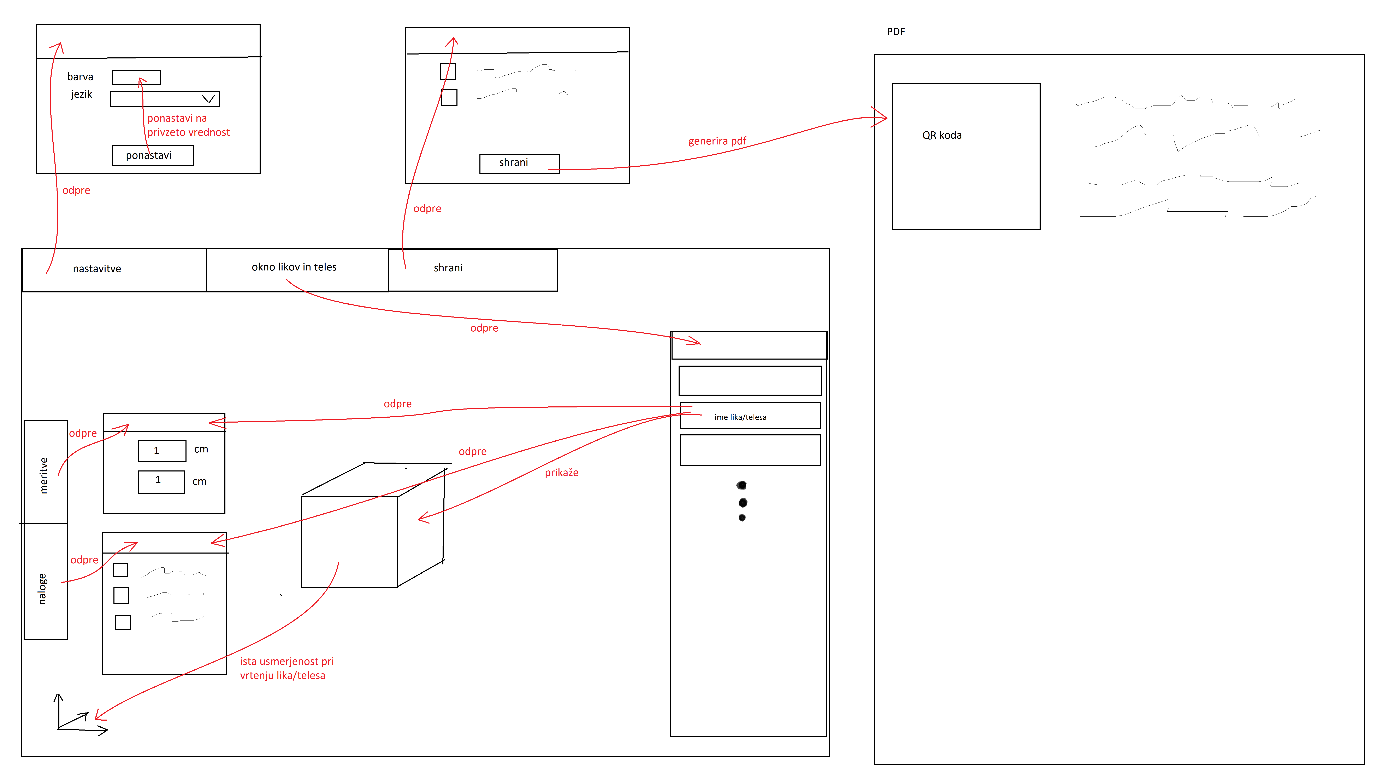 PDF
barva
jezik
ponastavi na
privzeto vrednost
ponastavi
odpre
shrani
generira pdf
QR koda
odpre
nastavitve
okno likov in teles
shrani
odpre
odpre
ime lika/telesa
odpre
meritve
1 cm
1 cm
odpre
prikaže
odpre
naloge
ista usmerjenost pri
vrtenju lika/telesa